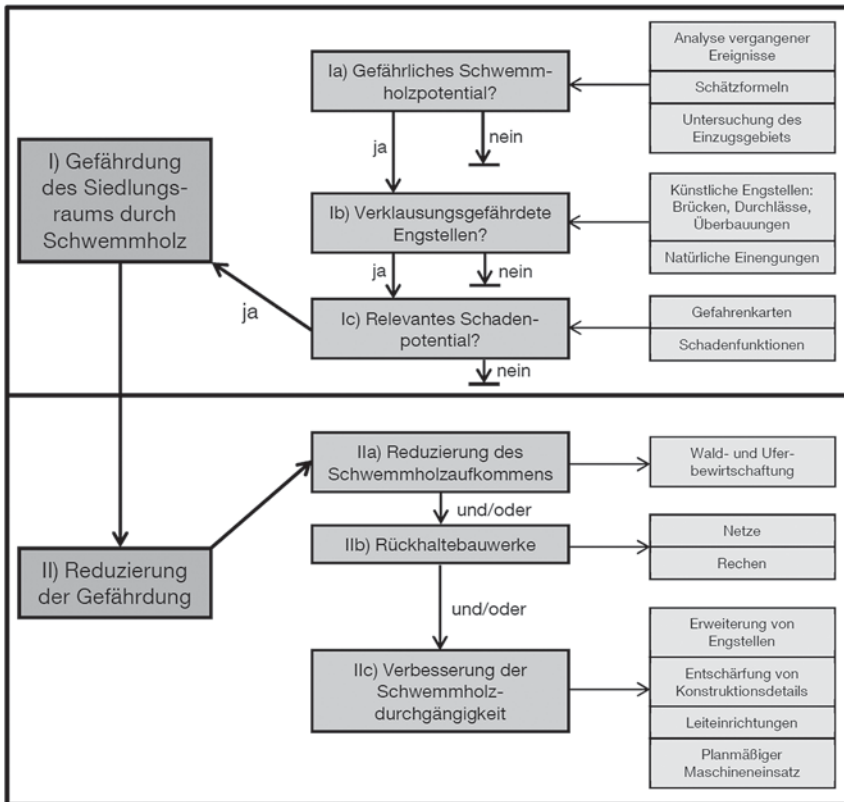 Ia) Gefährliches Schwemm-
holzpotential?
Analyse vergangener
Ereignisse
Schätzformeln
Untersuchung des
Einzugsgebiets
ja
nein
I) Gefährdung
des Siedlungs-
raums durch
Schwemmholz
Ib) Verklausungsgefährdete
Engstellen?
Künstliche Engstellen:
Brücken, Durchlässe,
Überbauungen
Natürliche Einengungen
ja
nein
ja
Ic) Relevantes Schaden-
potential?
Gefahrenkarten
Schadenfunktionen
nein
IIa) Reduzierung des
Schwemmholzaufkommens
Wald- und Ufer-
bewirtschaftung
und/oder
II) Reduzierung
der Gefährdung
IIb) Rückhaltebauwerke
Netze
Rechen
und/oder
IIc) Verbesserung der
Schwemmholz-
durchgängigkeit
Erweiterung von
Engstellen
Entschärfung von
Konstruktionsdetails
Leiteinrichtungen
Planmäßiger
Maschineneinsatz